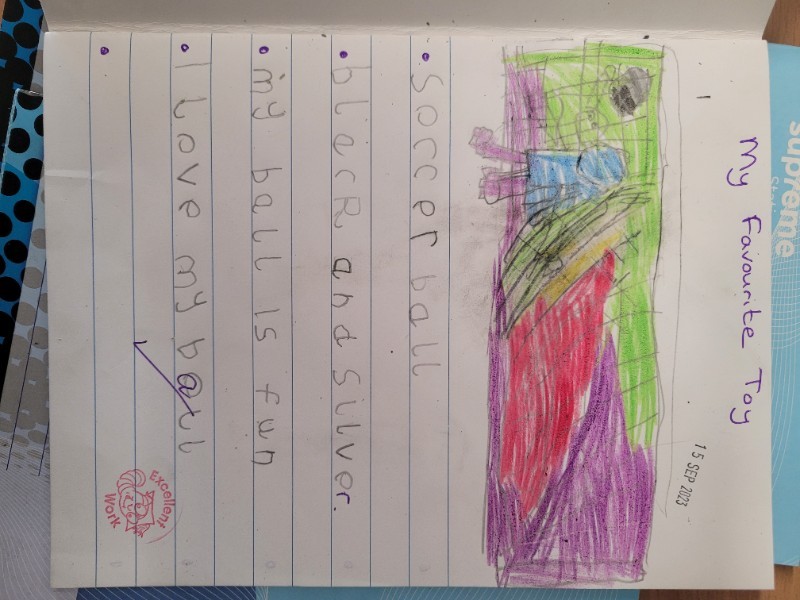 My Favourite Toy
15 SEP 2023
• soccer ball
• black and silver.
• my ball is fun
• I love my ball
Excellent
Work
supreme